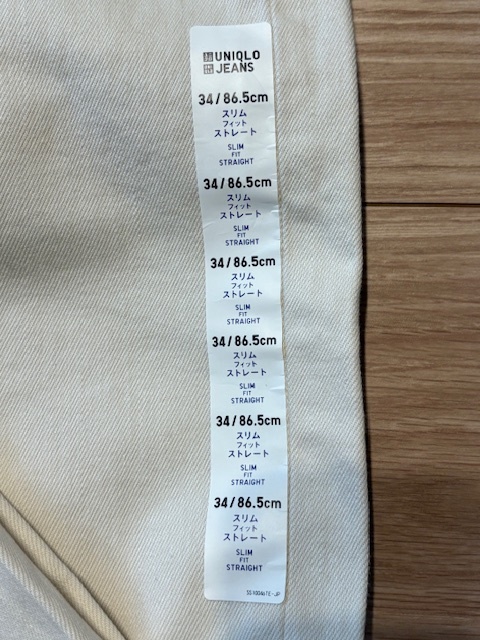 UNIQLO
JEANS
34/86.5cm
スリム
フィット
ストレート
SLIM
FIT
STRAIGHT
34/86.5cm
スリム
フィット
ストレート
SLIM
FIT
STRAIGHT
34/86.5cm
スリム
フィット
ストレート
SLIM
FIT
STRAIGHT
34/86.5cm
スリム
フィット
ストレート
SLIM
FIT
STRAIGHT
34/86.5cm
スリム
フィット
ストレート
SLIM
FIT
STRAIGHT
34/86.5cm
スリム
フィット
ストレート
SLIM
FIT
STRAIGHT